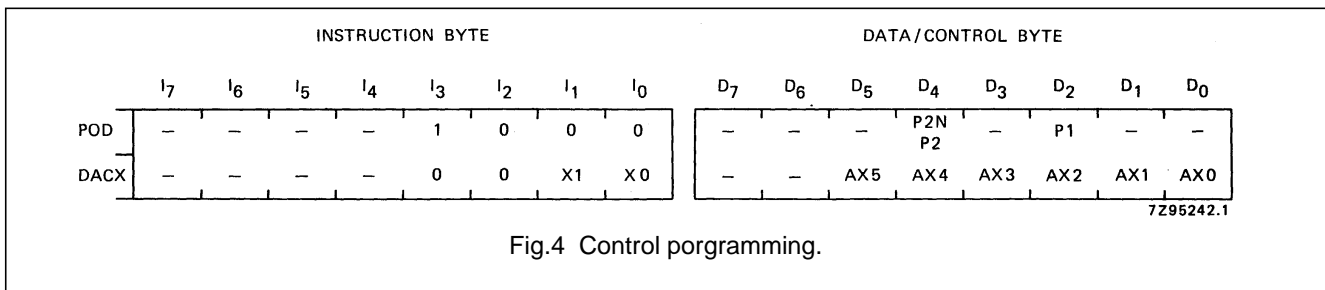 INSTRUCTION BYTE DATA/CONTROL BYTE
I7 I6 I5 I4 I3 I2 I1 I0 D7 D6 D5 D4 D3 D2 D1 D0
POD – – – – 1 0 0 0 – – – P2N – P1 – –
P2
DACX – – – – 0 0 X1 X0 – – AX5 AX4 AX3 AX2 AX1 AX0
7Z95242.1
Fig.4 Control porgramming.